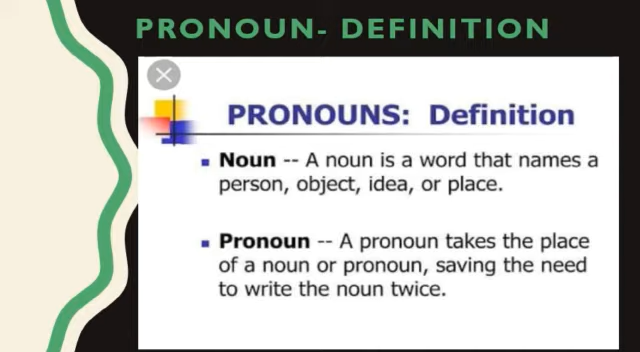 PRONOUN- DEFINITION
PRONOUNS: Definition
Noun -- A noun is a word that names a
person, object, idea, or place.
Pronoun -- A pronoun takes the place
of a noun or pronoun, saving the need
to write the noun twice.